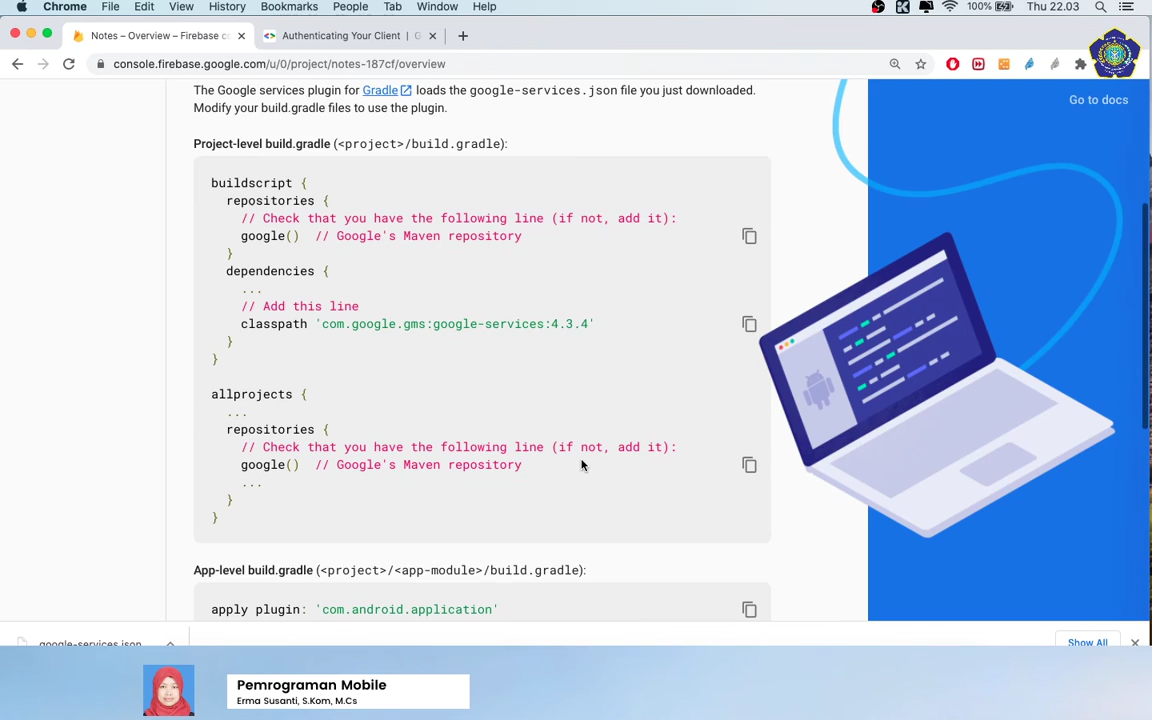 Chrome File Edit View History Bookmarks People Tab Window Help 100% Thu 22.03
Notes – Overview – Firebase co
Authenticating Your Client | G
console.firebase.google.com/u/0/project/notes-187cf/overview
The Google services plugin for Gradle loads the google-services.json file you just downloaded.
Modify your build.gradle files to use the plugin.
Go to docs
Project-level build.gradle (<project>/build.gradle):
buildscript {
repositories {
// Check that you have the following line (if not, add it):
google() // Google's Maven repository
}
dependencies {
...
// Add this line
classpath 'com.google.gms:google-services:4.3.4'
}
}
allprojects {
...
repositories {
// Check that you have the following line (if not, add it):
google() // Google's Maven repository
...
}
}
App-level build.gradle (<project>/<app-module>/build.gradle):
apply plugin: 'com.android.application'
google-services.json
Show All
Pemrograman Mobile
Erma Susanti, S.Kom, M.Cs